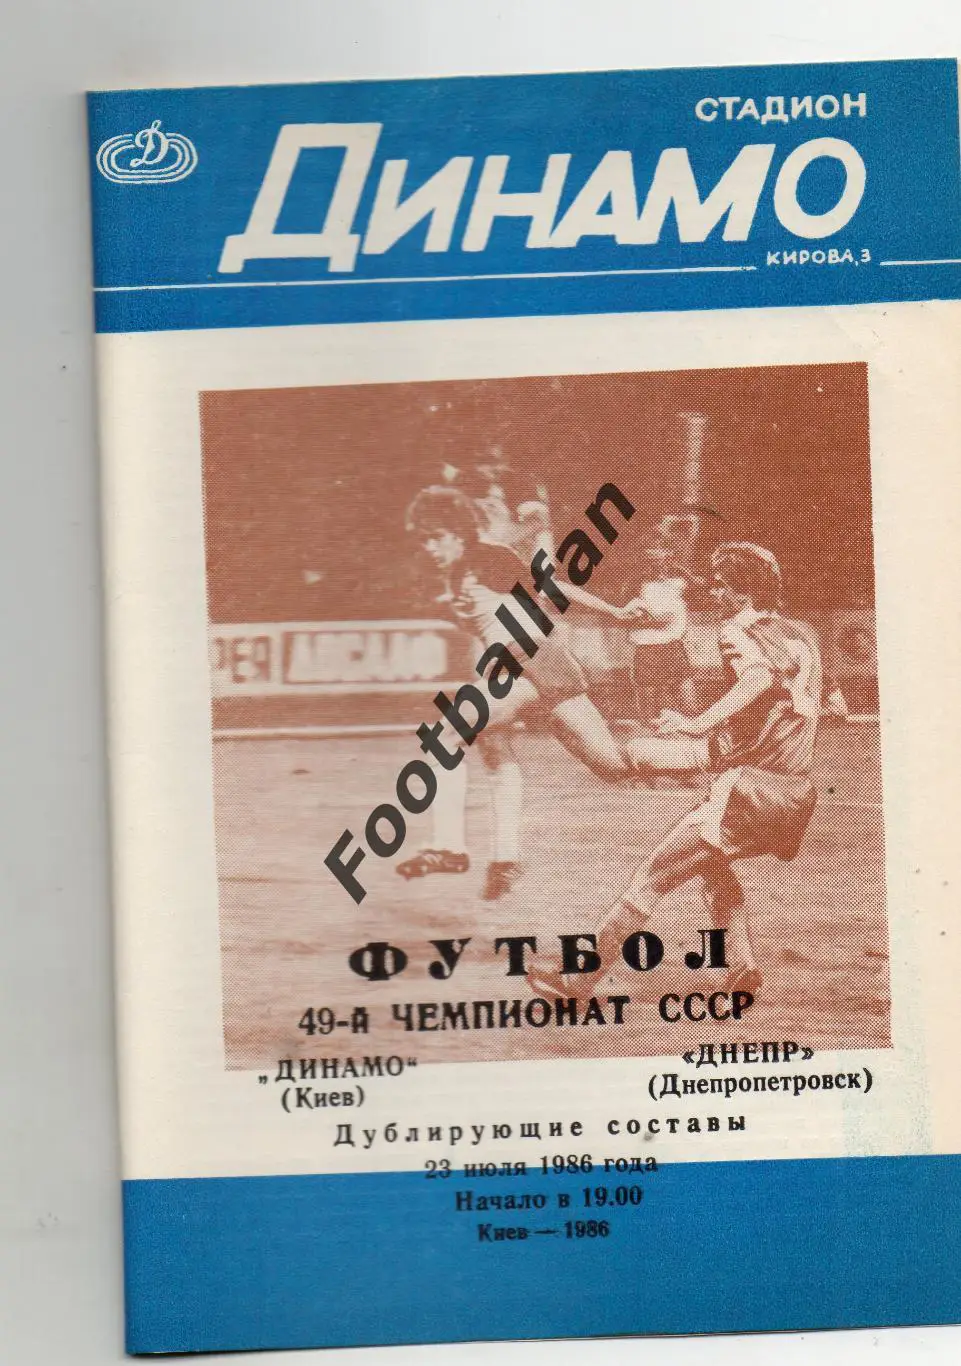 СТАДИОН
Д
ДИНАМО
КИРОВА, 3
Footballfan
ФУТБОЛ
49-й ЧЕМПИОНАТ СССР
„ДИНАМО“
(Киев)
«ДНЕПР»
(Днепропетровск)
Дублирующие составы
23 июля 1986 года
Начало в 19.00
Киев — 1986